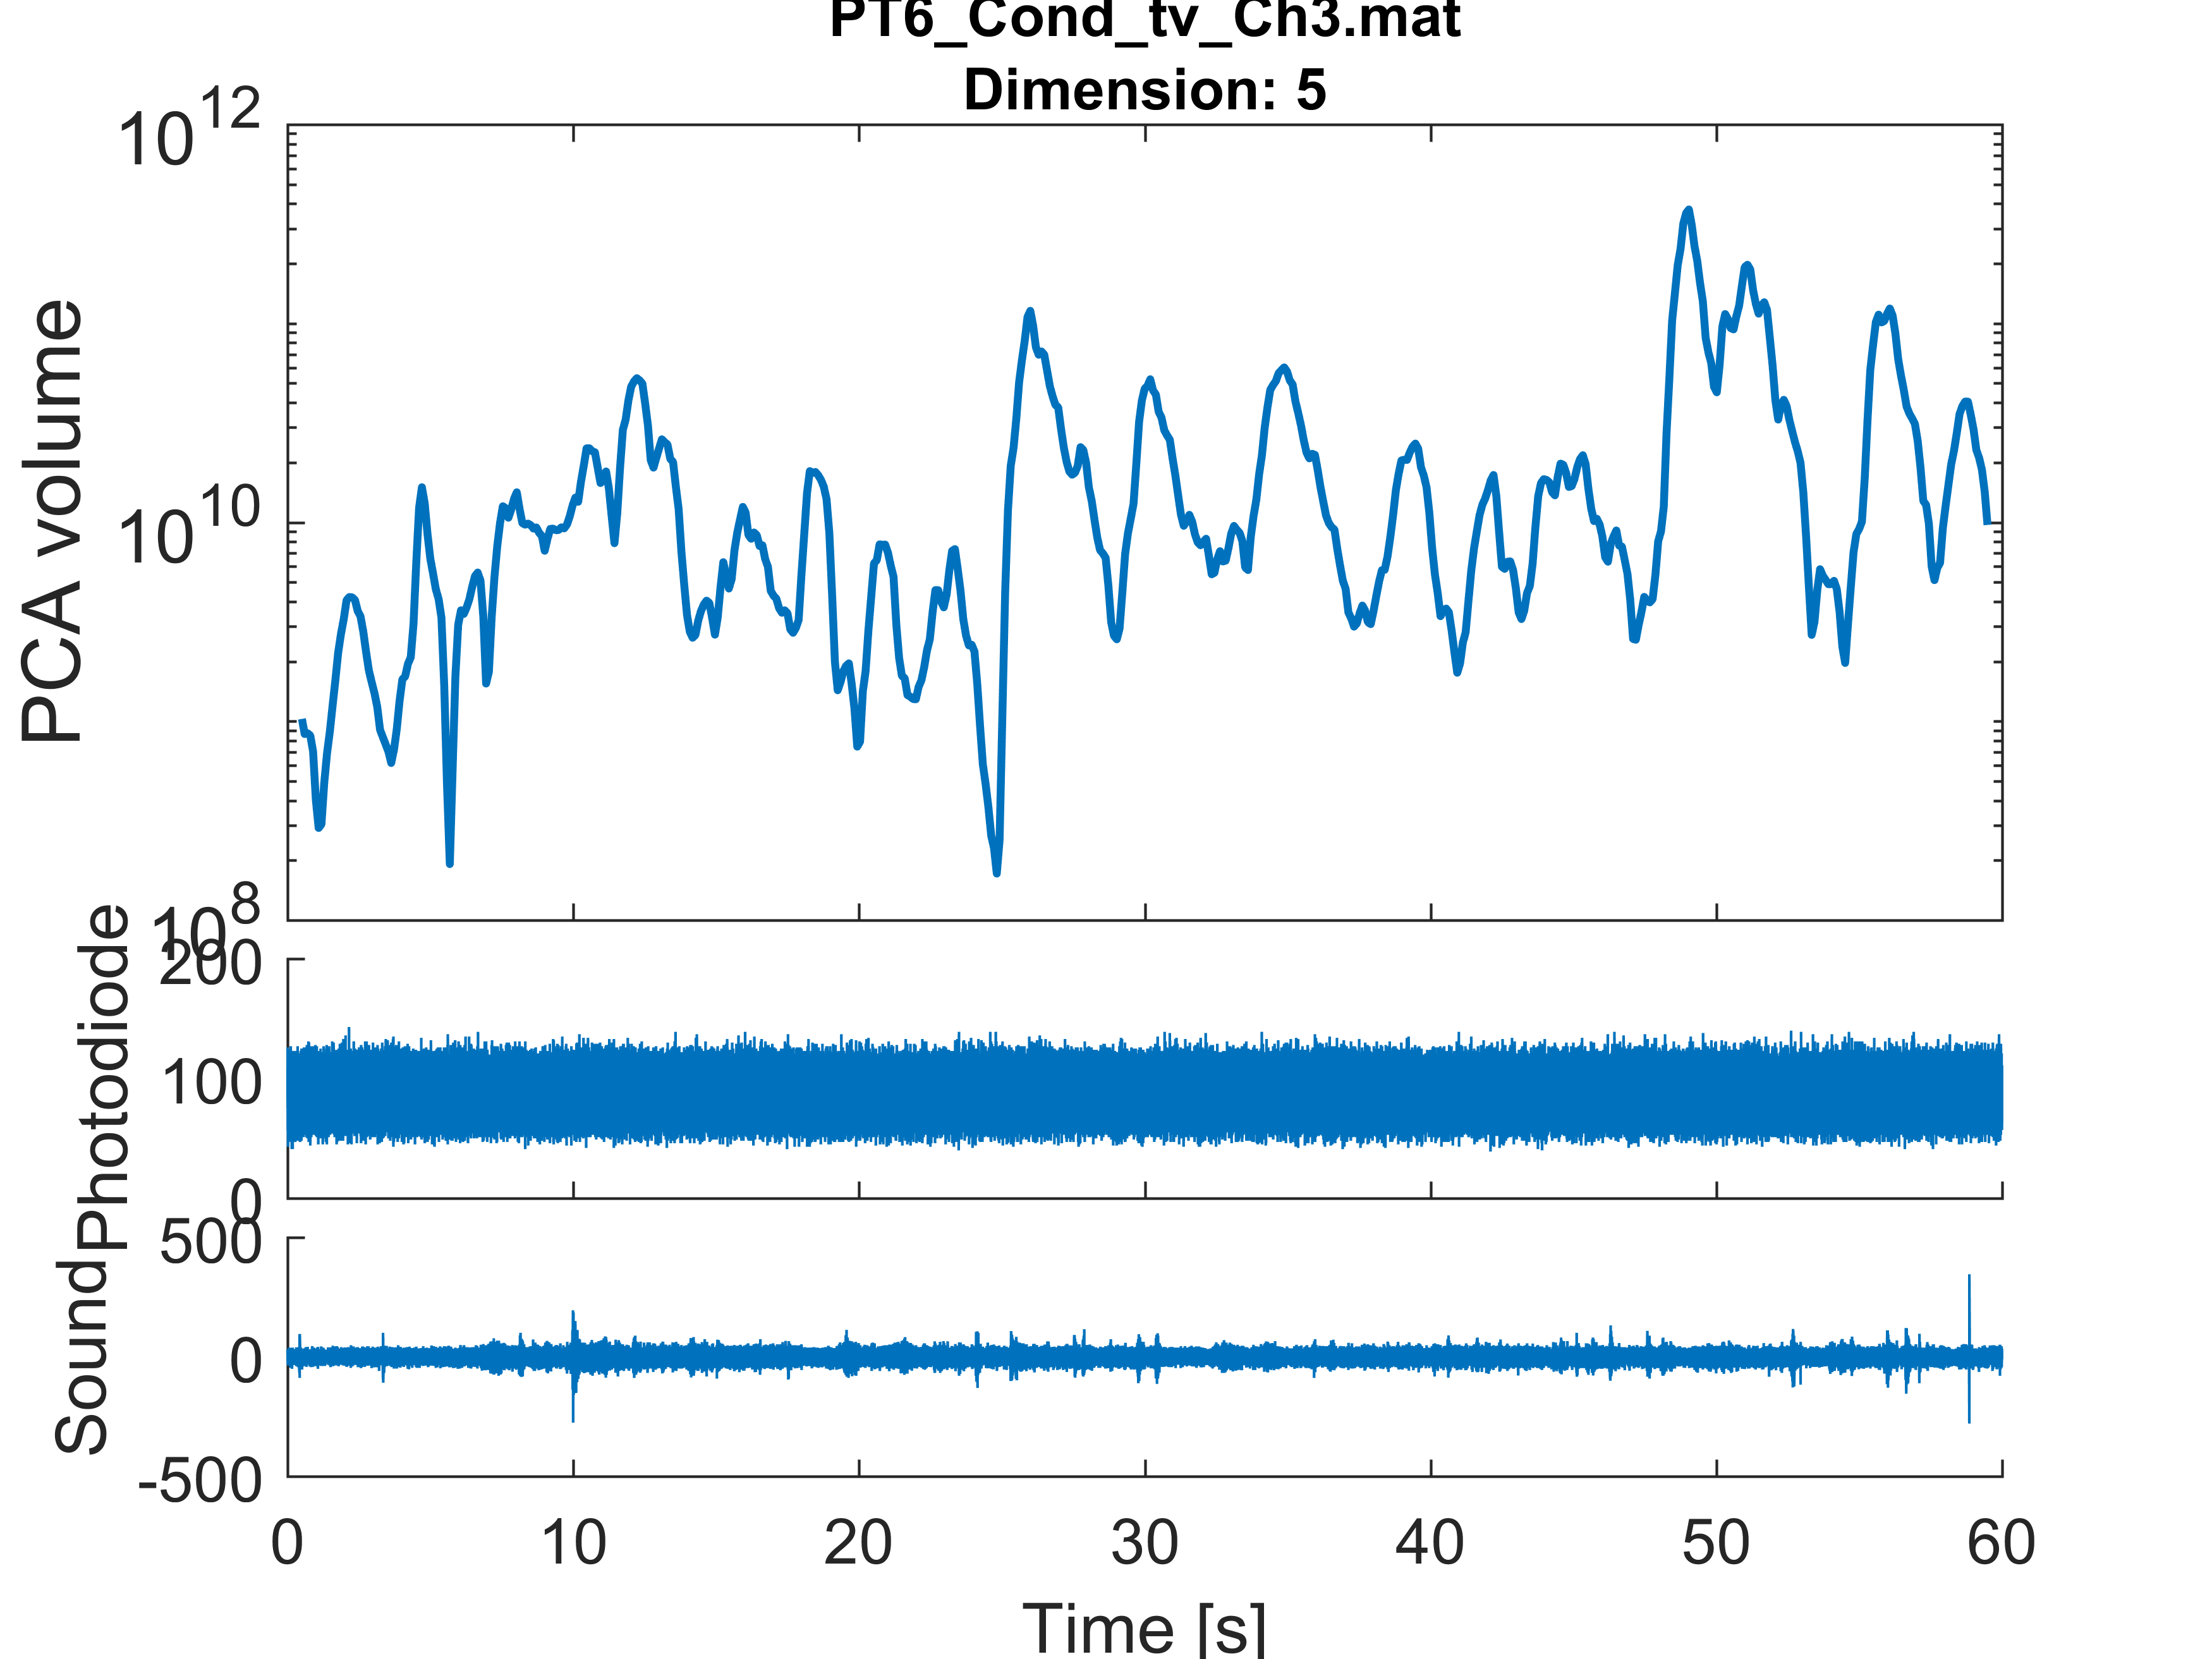 PT6_Cond_tv_Ch3.mat
Dimension: 5
10^12
10^10
10^8
PCA volume
200
100
0
Photodiode
500
0
-500
Sound
0 10 20 30 40 50 60
Time [s]